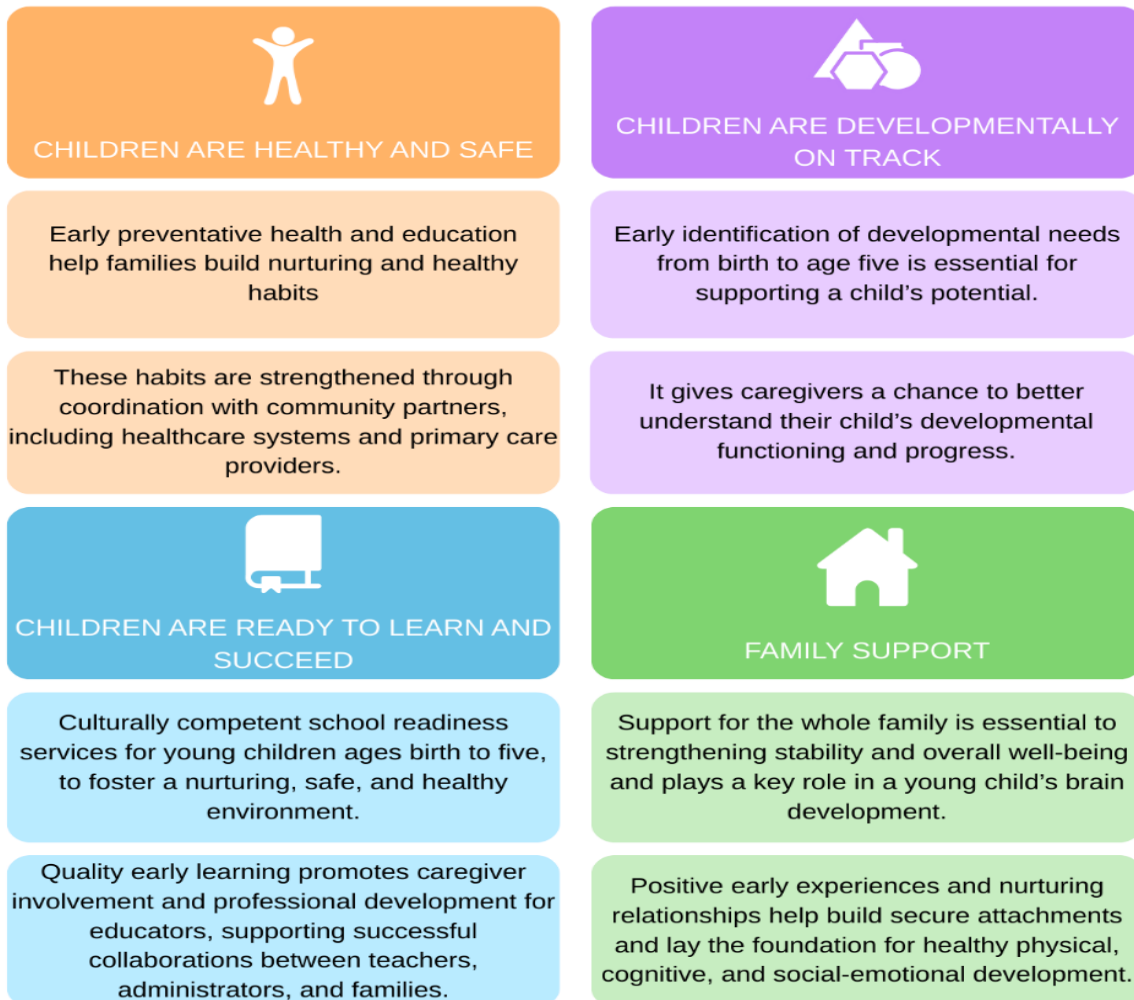 CHILDREN ARE HEALTHY AND SAFE
Early preventative health and education
help families build nurturing and healthy
habits
These habits are strengthened through
coordination with community partners,
including healthcare systems and primary care
providers.
CHILDREN ARE DEVELOPMENTALLY
ON TRACK
Early identification of developmental needs
from birth to age five is essential for
supporting a child’s potential.
It gives caregivers a chance to better
understand their child’s developmental
functioning and progress.
CHILDREN ARE READY TO LEARN AND
SUCCEED
Culturally competent school readiness
services for young children ages birth to five,
to foster a nurturing, safe, and healthy
environment.
Quality early learning promotes caregiver
involvement and professional development for
educators, supporting successful
collaborations between teachers,
administrators, and families.
FAMILY SUPPORT
Support for the whole family is essential to
strengthening stability and overall well-being
and plays a key role in a young child’s brain
development.
Positive early experiences and nurturing
relationships help build secure attachments
and lay the foundation for healthy physical,
cognitive, and social-emotional development.